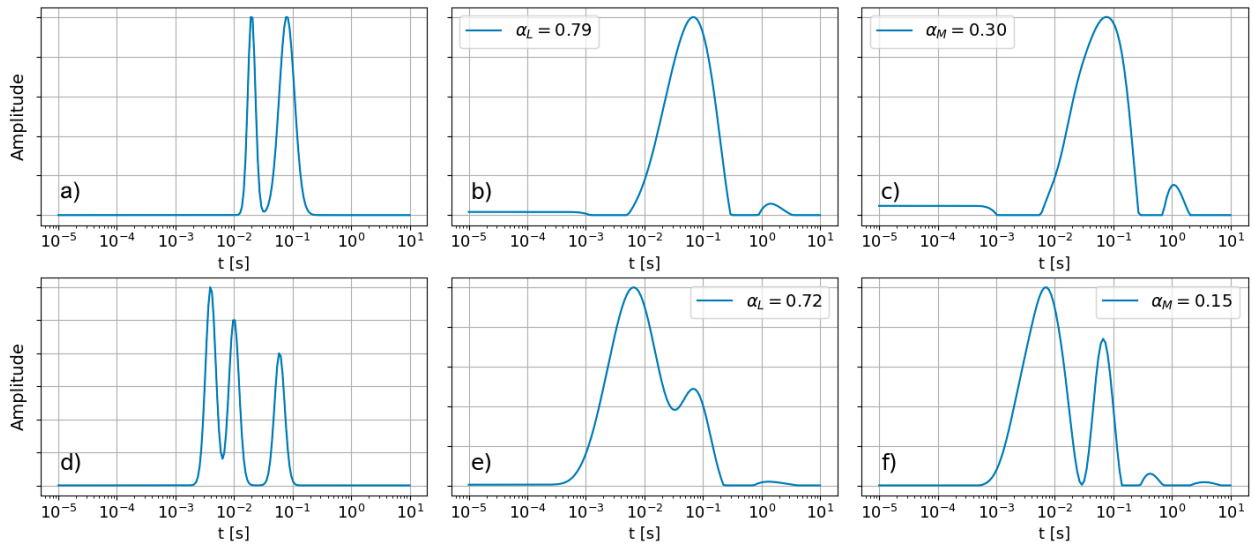 Amplitude
a)
10⁻⁵ 10⁻⁴ 10⁻³ 10⁻² 10⁻¹ 10⁰ 10¹
t [s]
α_L = 0.79
b)
10⁻⁵ 10⁻⁴ 10⁻³ 10⁻² 10⁻¹ 10⁰ 10¹
t [s]
α_M = 0.30
c)
10⁻⁵ 10⁻⁴ 10⁻³ 10⁻² 10⁻¹ 10⁰ 10¹
t [s]
Amplitude
d)
10⁻⁵ 10⁻⁴ 10⁻³ 10⁻² 10⁻¹ 10⁰ 10¹
t [s]
α_L = 0.72
e)
10⁻⁵ 10⁻⁴ 10⁻³ 10⁻² 10⁻¹ 10⁰ 10¹
t [s]
α_M = 0.15
f)
10⁻⁵ 10⁻⁴ 10⁻³ 10⁻² 10⁻¹ 10⁰ 10¹
t [s]